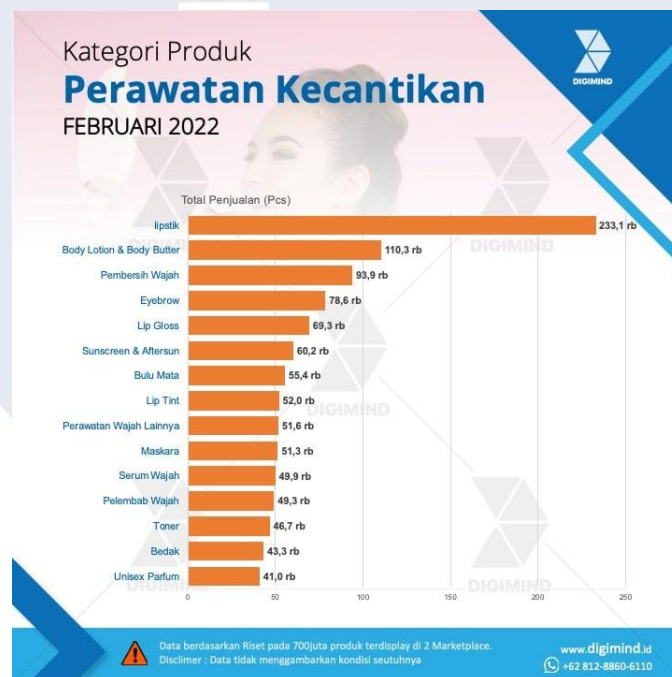 Kategori Produk
Perawatan Kecantikan
FEBRUARI 2022
DIGIMIND
Total Penjualan (Pcs)
lipstik 233,1 rb
Body Lotion & Body Butter 110,3 rb
Pembersih Wajah 93,9 rb
Eyebrow 78,6 rb
Lip Gloss 69,3 rb
Sunscreen & Aftersun 60,2 rb
Bulu Mata 55,4 rb
Lip Tint 52,0 rb
Perawatan Wajah Lainnya 51,6 rb
Maskara 51,3 rb
Serum Wajah 49,9 rb
Pelembab Wajah 49,3 rb
Toner 46,7 rb
Bedak 43,3 rb
Unisex Parfum 41,0 rb
0 50 100 150 200 250
DIGIMIND
DIGIMIND
DIGIMIND
DIGIMIND
Data berdasarkan Riset pada 700juta produk terdisplay di 2 Marketplace.
Disclimer : Data tidak menggambarkan kondisi seutuhnya
www.digimind.id
+62 812-8860-6110